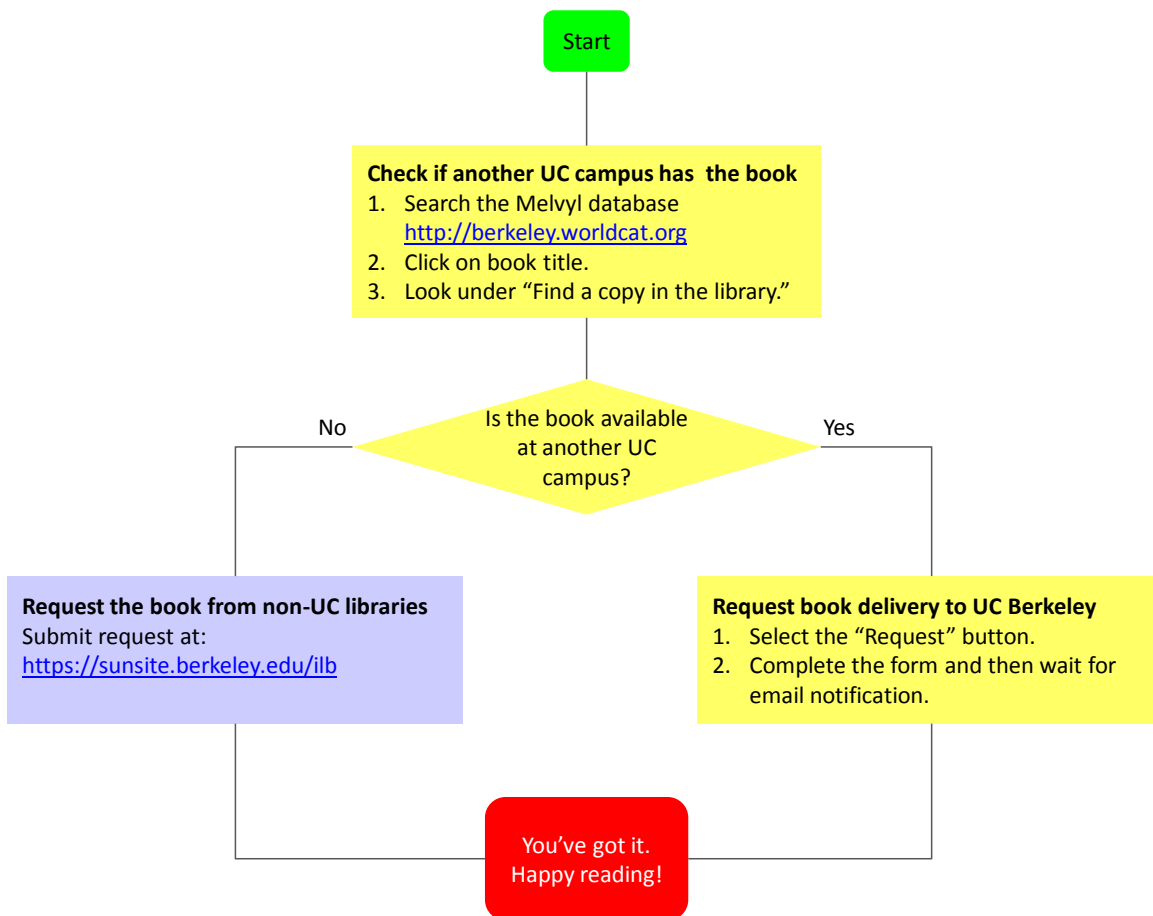 Start
Check if another UC campus has  the book
1. Search the Melvyl database
http://berkeley.worldcat.org
2. Click on book title.
3. Look under “Find a copy in the library.”
Is the book available
at another UC
campus?
No
Yes
Request the book from non-UC libraries
Submit request at:
https://sunsite.berkeley.edu/ilb
Request book delivery to UC Berkeley
1. Select the “Request” button.
2. Complete the form and then wait for
email notification.
You’ve got it.
Happy reading!